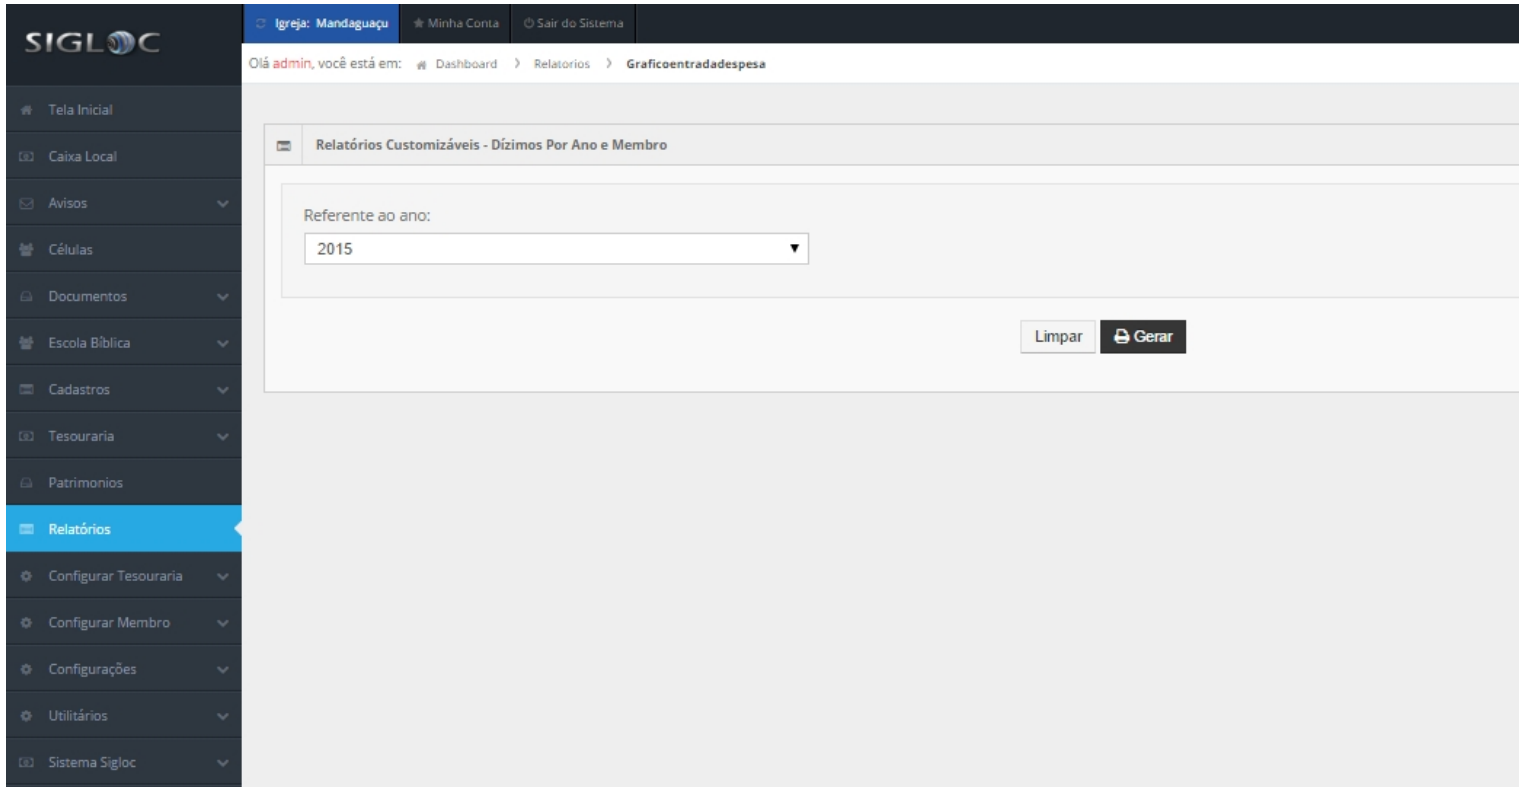 SIGLOC
Igreja: Mandaguaçu
Minha Conta
Sair do Sistema
Olá admin, você está em: Dashboard > Relatorios > Graficoentradadespesa
Tela Inicial
Caixa Local
Avisos
Células
Documentos
Escola Bíblica
Cadastros
Tesouraria
Patrimonios
Relatórios
Configurar Tesouraria
Configurar Membro
Configurações
Utilitários
Sistema Sigloc
Relatórios Customizáveis - Dízimos Por Ano e Membro
Referente ao ano:
2015
Limpar
Gerar